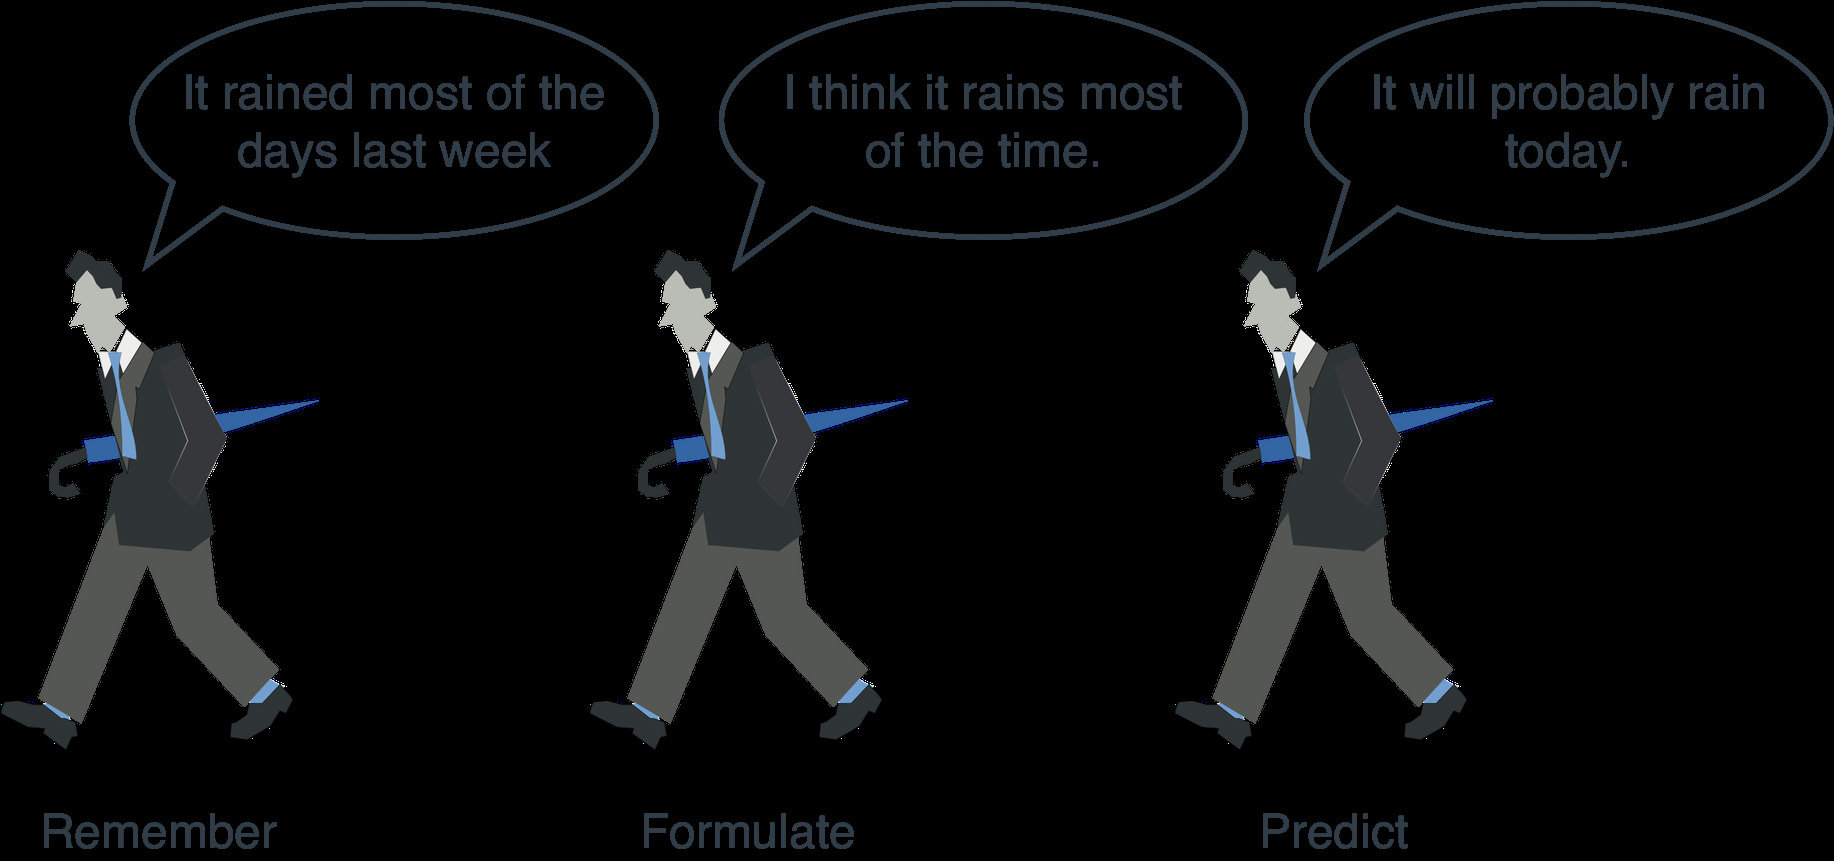 It rained most of the
days last week
I think it rains most
of the time.
It will probably rain
today.
Remember
Formulate
Predict